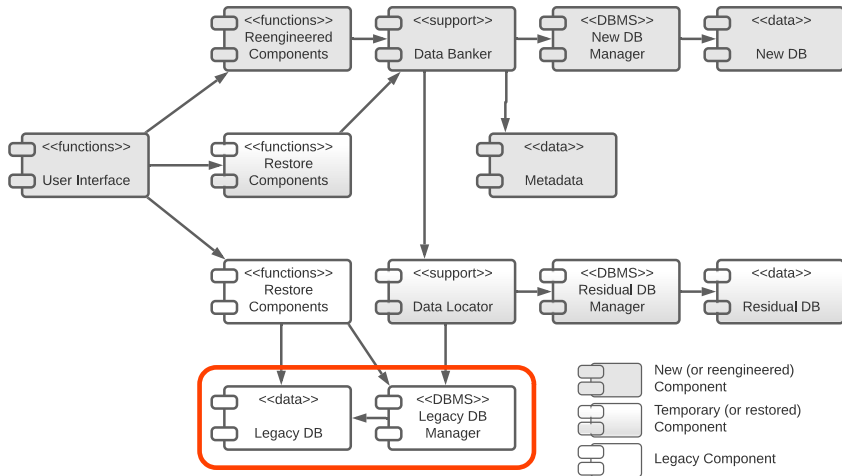 <<functions>>
Reengineered
Components
<<support>>
Data Banker
<<DBMS>>
New DB
Manager
<<data>>
New DB
<<functions>>
User Interface
<<functions>>
Restore
Components
<<data>>
Metadata
<<functions>>
Restore
Components
<<support>>
Data Locator
<<DBMS>>
Residual DB
Manager
<<data>>
Residual DB
<<data>>
Legacy DB
<<DBMS>>
Legacy DB
Manager
New (or reengineered)
Component
Temporary (or restored)
Component
Legacy Component